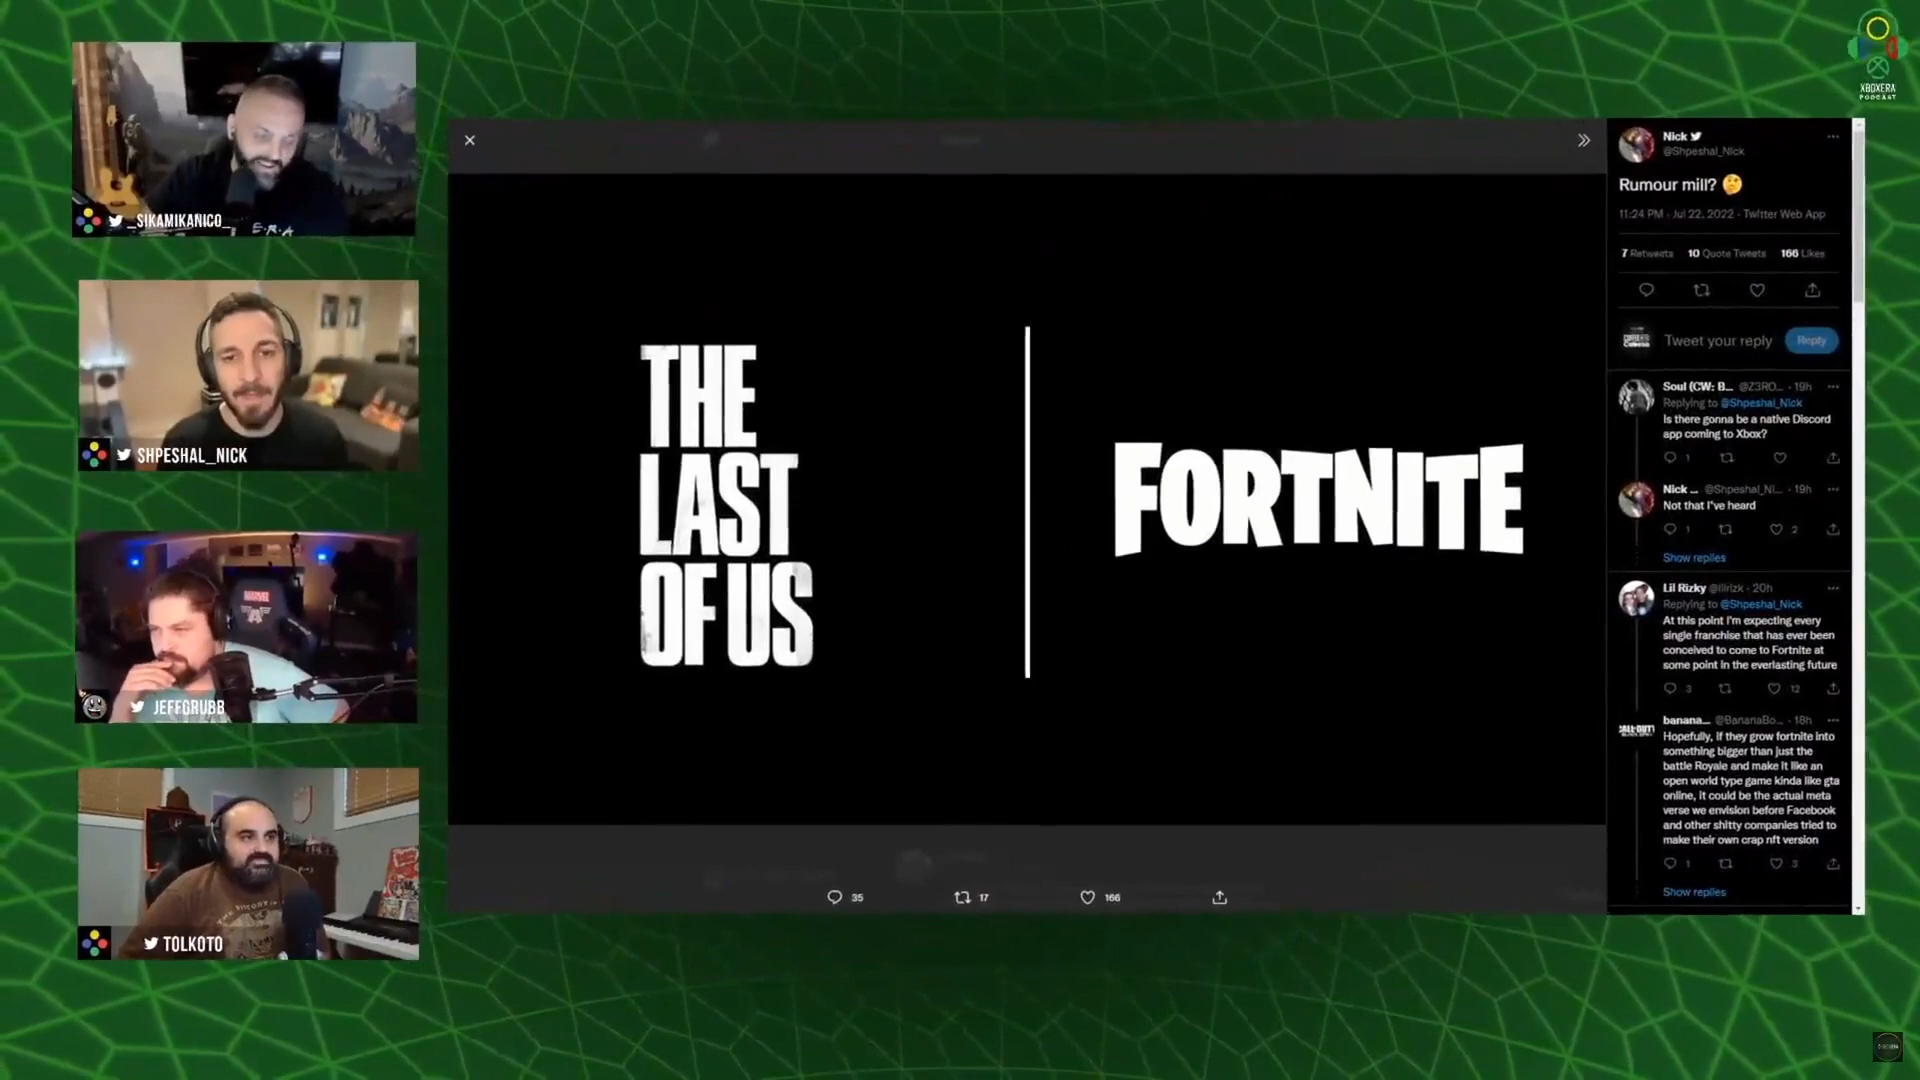 XBOXERA
PODCAST
_SIKAMIKANICO_
E.R.A
SHPESHAL_NICK
MARVEL
JEFFGRUBB
TOLKOTO
THE
LAST
OF US
FORTNITE
35
17
166
Nick
@Shpeshal_Nick
Rumour mill? 🤔
11:24 PM · Jul 22, 2022 · Twitter Web App
7 Retweets 10 Quote Tweets 166 Likes
Tweet your reply
Reply
Soul (CW: B... @Z3RO... · 19h
Replying to @Shpeshal_Nick
Is there gonna be a native Discord
app coming to Xbox?
1
Nick ... @Shpeshal_Ni... · 19h
Not that I've heard
1 2
Show replies
Lil Rizky @lilrizk · 20h
Replying to @Shpeshal_Nick
At this point I'm expecting every
single franchise that has ever been
conceived to come to Fortnite at
some point in the everlasting future
3 12
banana... @BananaBo... · 18h
Hopefully, if they grow fortnite into
something bigger than just the
battle Royale and make it like an
open world type game kinda like gta
online, it could be the actual meta
verse we envision before Facebook
and other shitty companies tried to
make their own crap nft version
1 3
Show replies